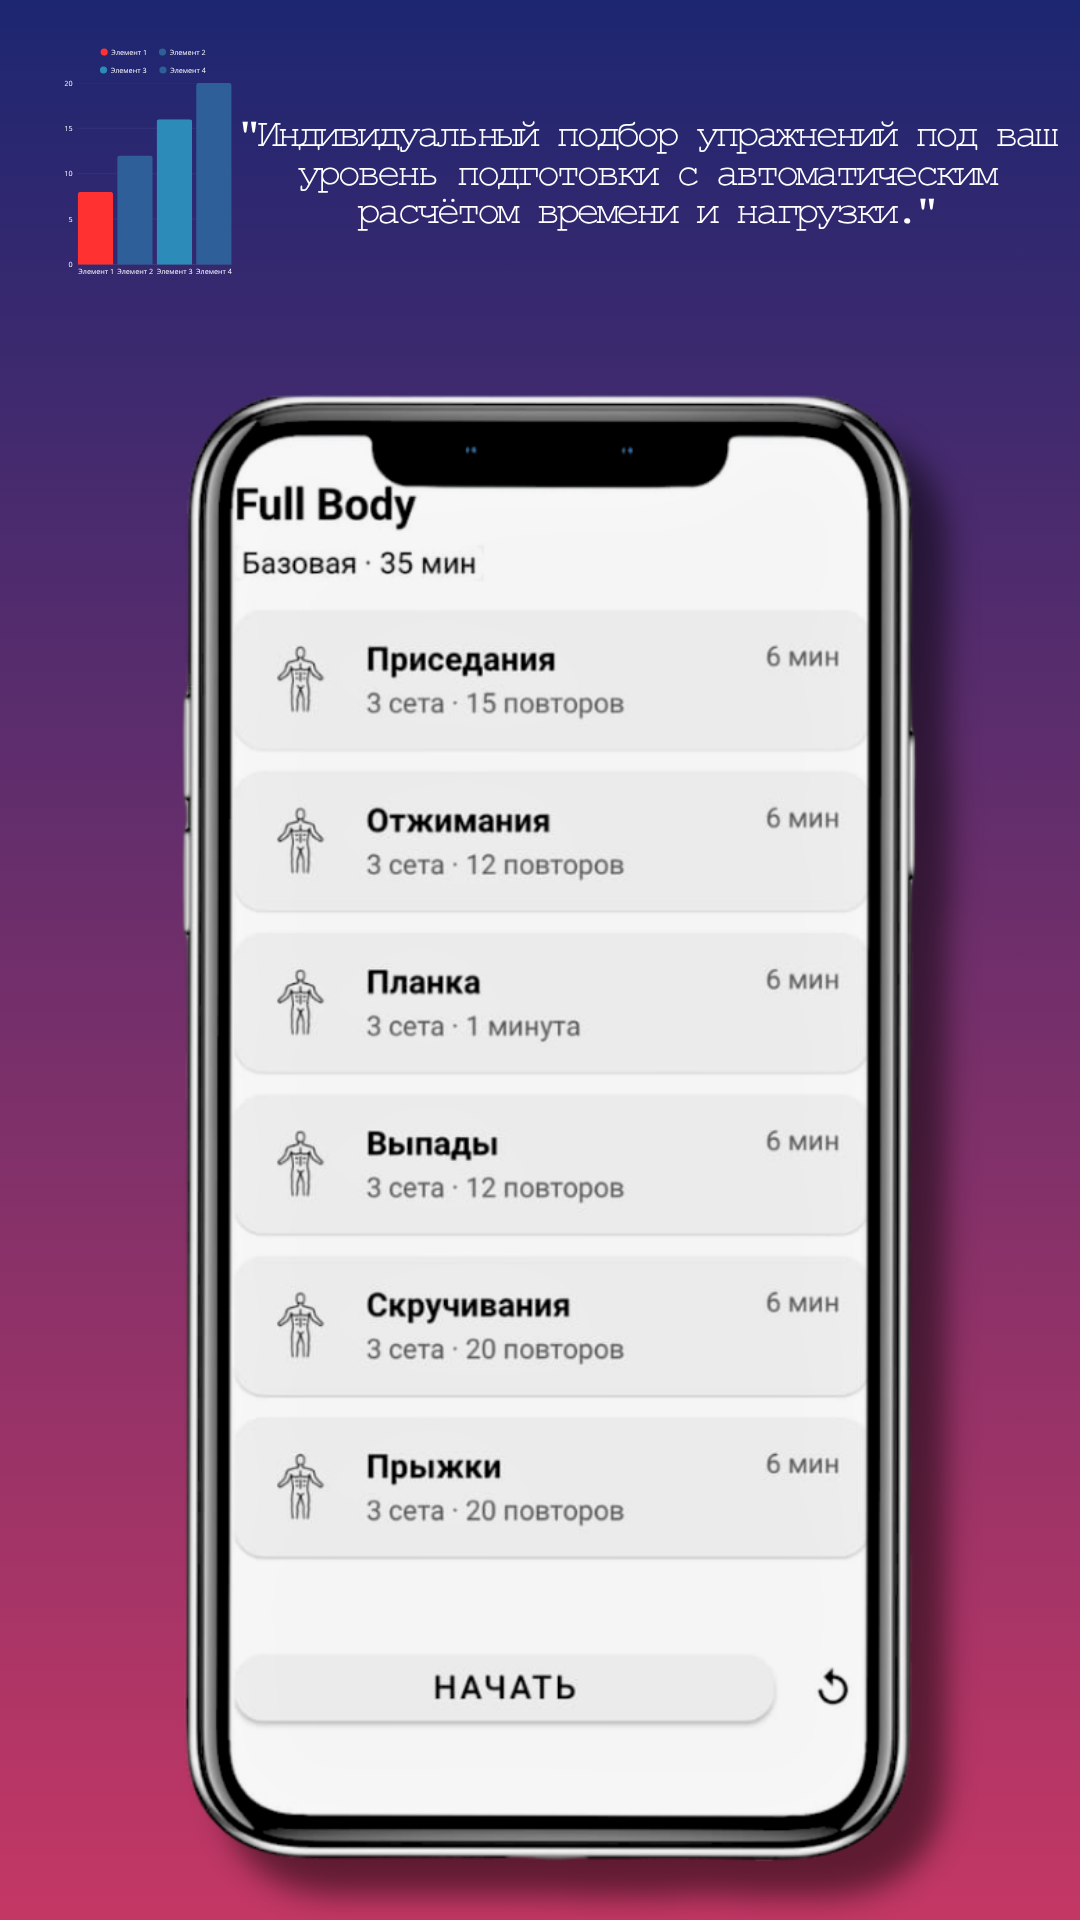 Элемент 1 Элемент 2
Элемент 3 Элемент 4
20
15
10
5
0
Элемент 1 Элемент 2 Элемент 3 Элемент 4
"Индивидуальный подбор упражнений под ваш
уровень подготовки с автоматическим
расчётом времени и нагрузки."
Full Body
Базовая · 35 мин
Приседания 6 мин
3 сета · 15 повторов
Отжимания 6 мин
3 сета · 12 повторов
Планка 6 мин
3 сета · 1 минута
Выпады 6 мин
3 сета · 12 повторов
Скручивания 6 мин
3 сета · 20 повторов
Прыжки 6 мин
3 сета · 20 повторов
НАЧАТЬ